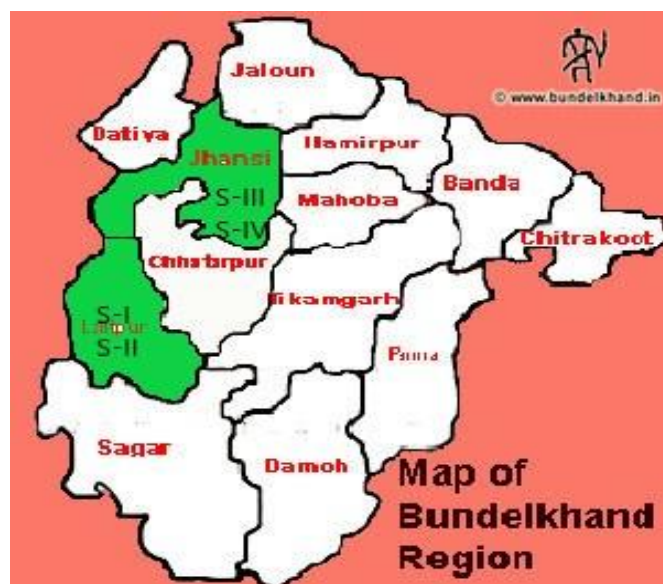 Jaloun
© www.bundelkhand.in
Datiya
Hamirpur
Jhansi
Banda
S-III
Mahoba
S-IV
Chitrakoot
Chhatarpur
Tikamgarh
S-I
Lalitpur
S-II
Panna
Sagar
Damoh
Map of
Bundelkhand
Region